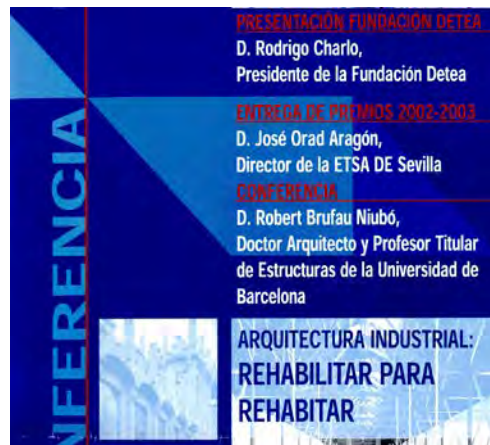 PRESENTACIÓN FUNDACIÓN DETEA
D. Rodrigo Charlo,
Presidente de la Fundación Detea
ENTREGA DE PREMIOS 2002-2003
D. José Orad Aragón,
Director de la ETSA DE Sevilla
CONFERENCIA
D. Robert Brufau Niubó,
Doctor Arquitecto y Profesor Titular
de Estructuras de la Universidad de
Barcelona
ARQUITECTURA INDUSTRIAL:
REHABILITAR PARA
REHABITAR
NFERENCIA